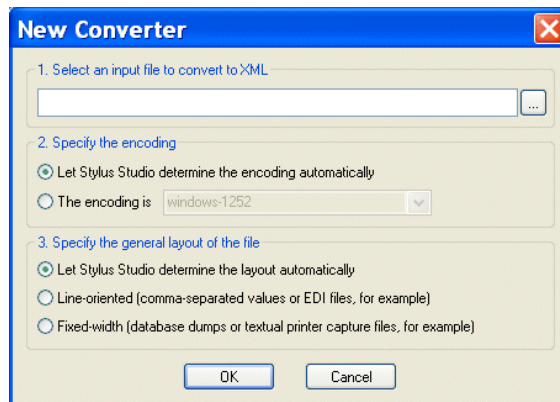 New Converter
1. Select an input file to convert to XML
...
2. Specify the encoding
Let Stylus Studio determine the encoding automatically
The encoding is windows-1252
3. Specify the general layout of the file
Let Stylus Studio determine the layout automatically
Line-oriented (comma-separated values or EDI files, for example)
Fixed-width (database dumps or textual printer capture files, for example)
OK Cancel